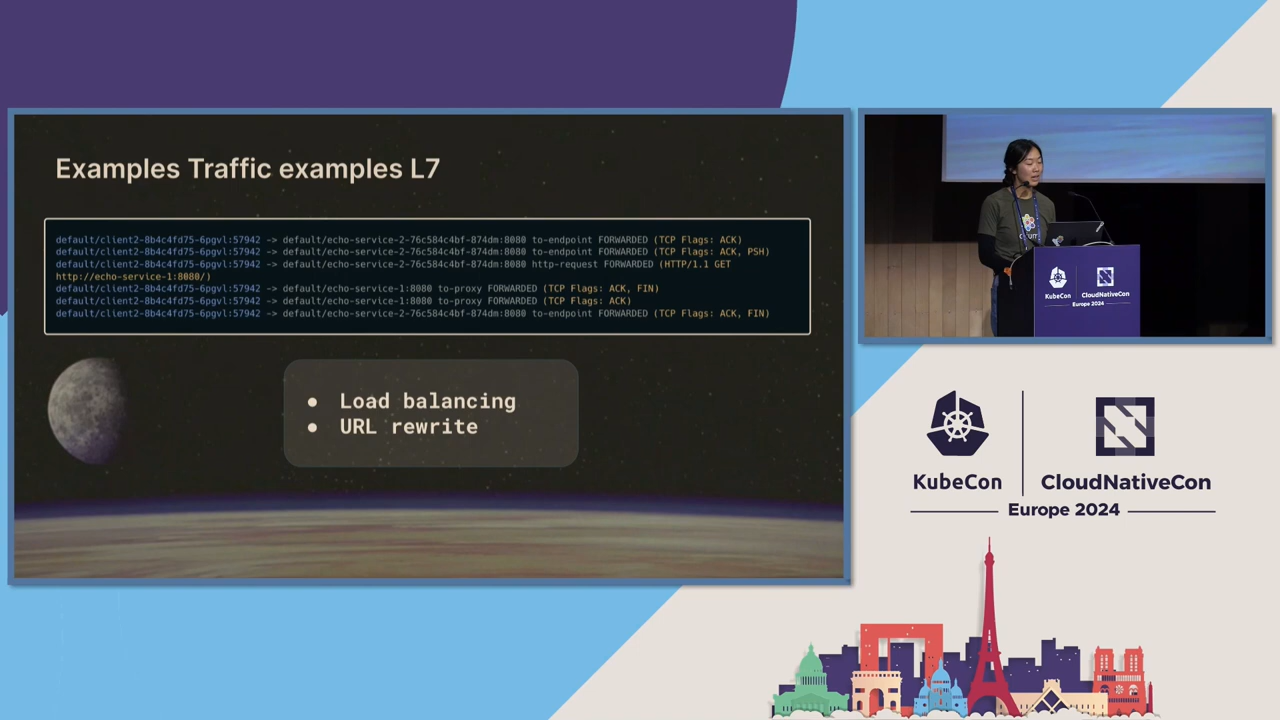 Examples Traffic examples L7
default/client2-8b4c4fd75-6pgvl:57942 -> default/echo-service-2-76c584c4bf-874dm:8080 to-endpoint FORWARDED (TCP Flags: ACK)
default/client2-8b4c4fd75-6pgvl:57942 -> default/echo-service-2-76c584c4bf-874dm:8080 to-endpoint FORWARDED (TCP Flags: ACK, PSH)
default/client2-8b4c4fd75-6pgvl:57942 -> default/echo-service-2-76c584c4bf-874dm:8080 http-request FORWARDED (HTTP/1.1 GET
http://echo-service-1:8080/)
default/client2-8b4c4fd75-6pgvl:57942 -> default/echo-service-1:8080 to-proxy FORWARDED (TCP Flags: ACK, FIN)
default/client2-8b4c4fd75-6pgvl:57942 -> default/echo-service-1:8080 to-proxy FORWARDED (TCP Flags: ACK)
default/client2-8b4c4fd75-6pgvl:57942 -> default/echo-service-2-76c584c4bf-874dm:8080 to-endpoint FORWARDED (TCP Flags: ACK, FIN)
● Load balancing
● URL rewrite
KubeCon CloudNativeCon
Europe 2024
KubeCon CloudNativeCon
Europe 2024